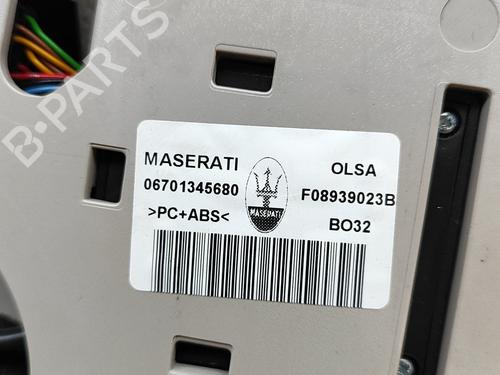 B-PARTS
MASERATI
OLSA
06701345680
F08939023B
>PC+ABS<
BO32
MASERATI